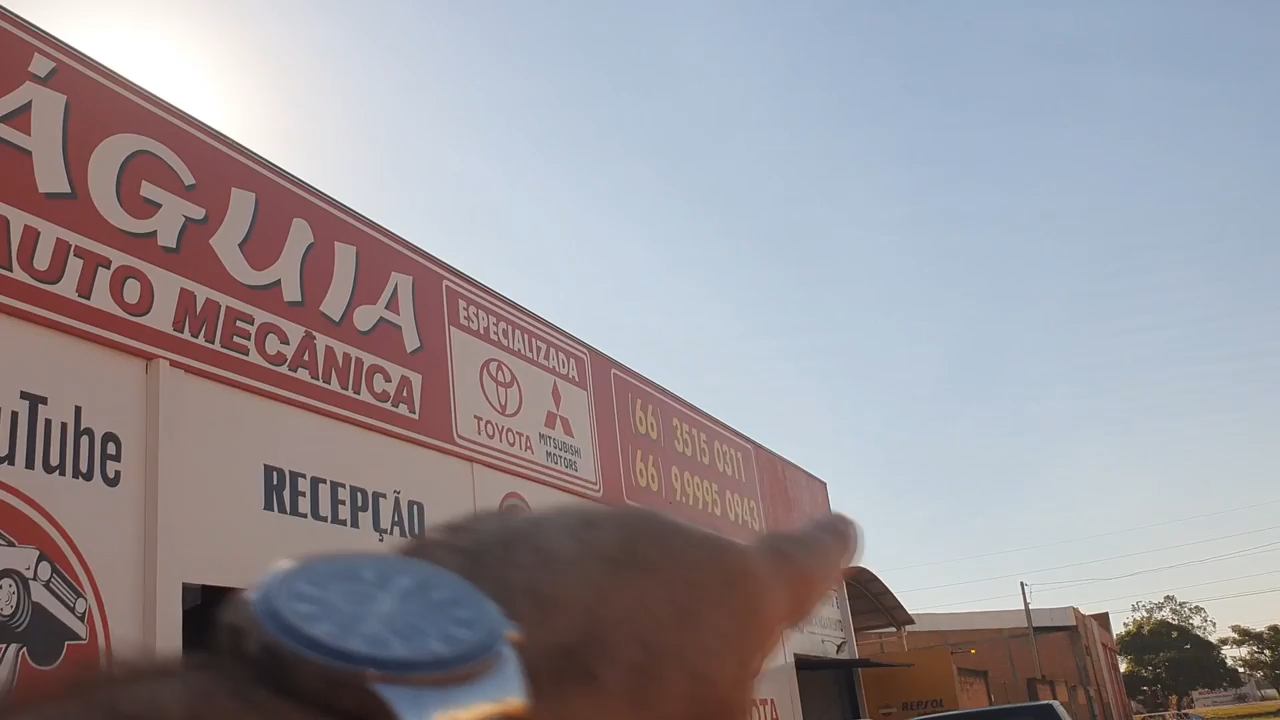 ÁGUIA
AUTO MECÂNICA
ESPECIALIZADA
TOYOTA
MITSUBISHI
MOTORS
(66) 3515 0311
(66) 9.9995 0943
uTube
RECEPÇÃO
REPSOL